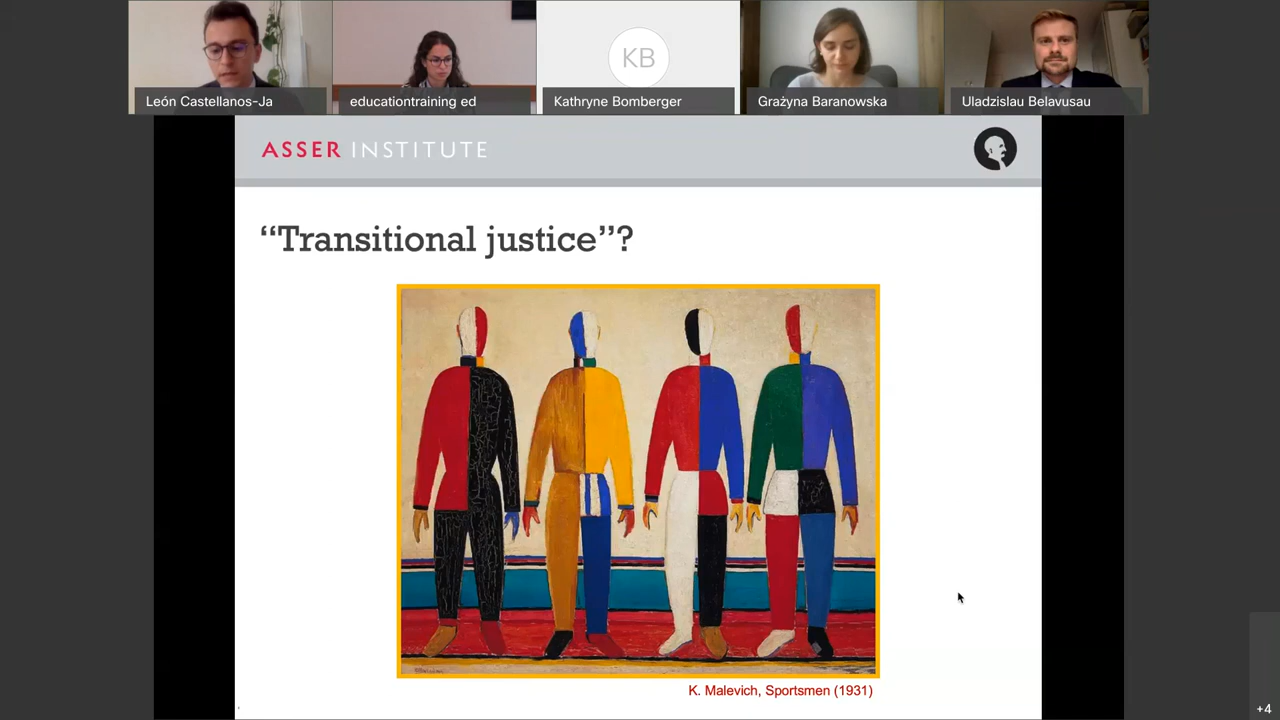 León Castellanos-Ja
educationtraining ed
KB
Kathryne Bomberger
Grażyna Baranowska
Uladzislau Belavusau
ASSER INSTITUTE
“Transitional justice”?
K. Malevich, Sportsmen (1931)
+4